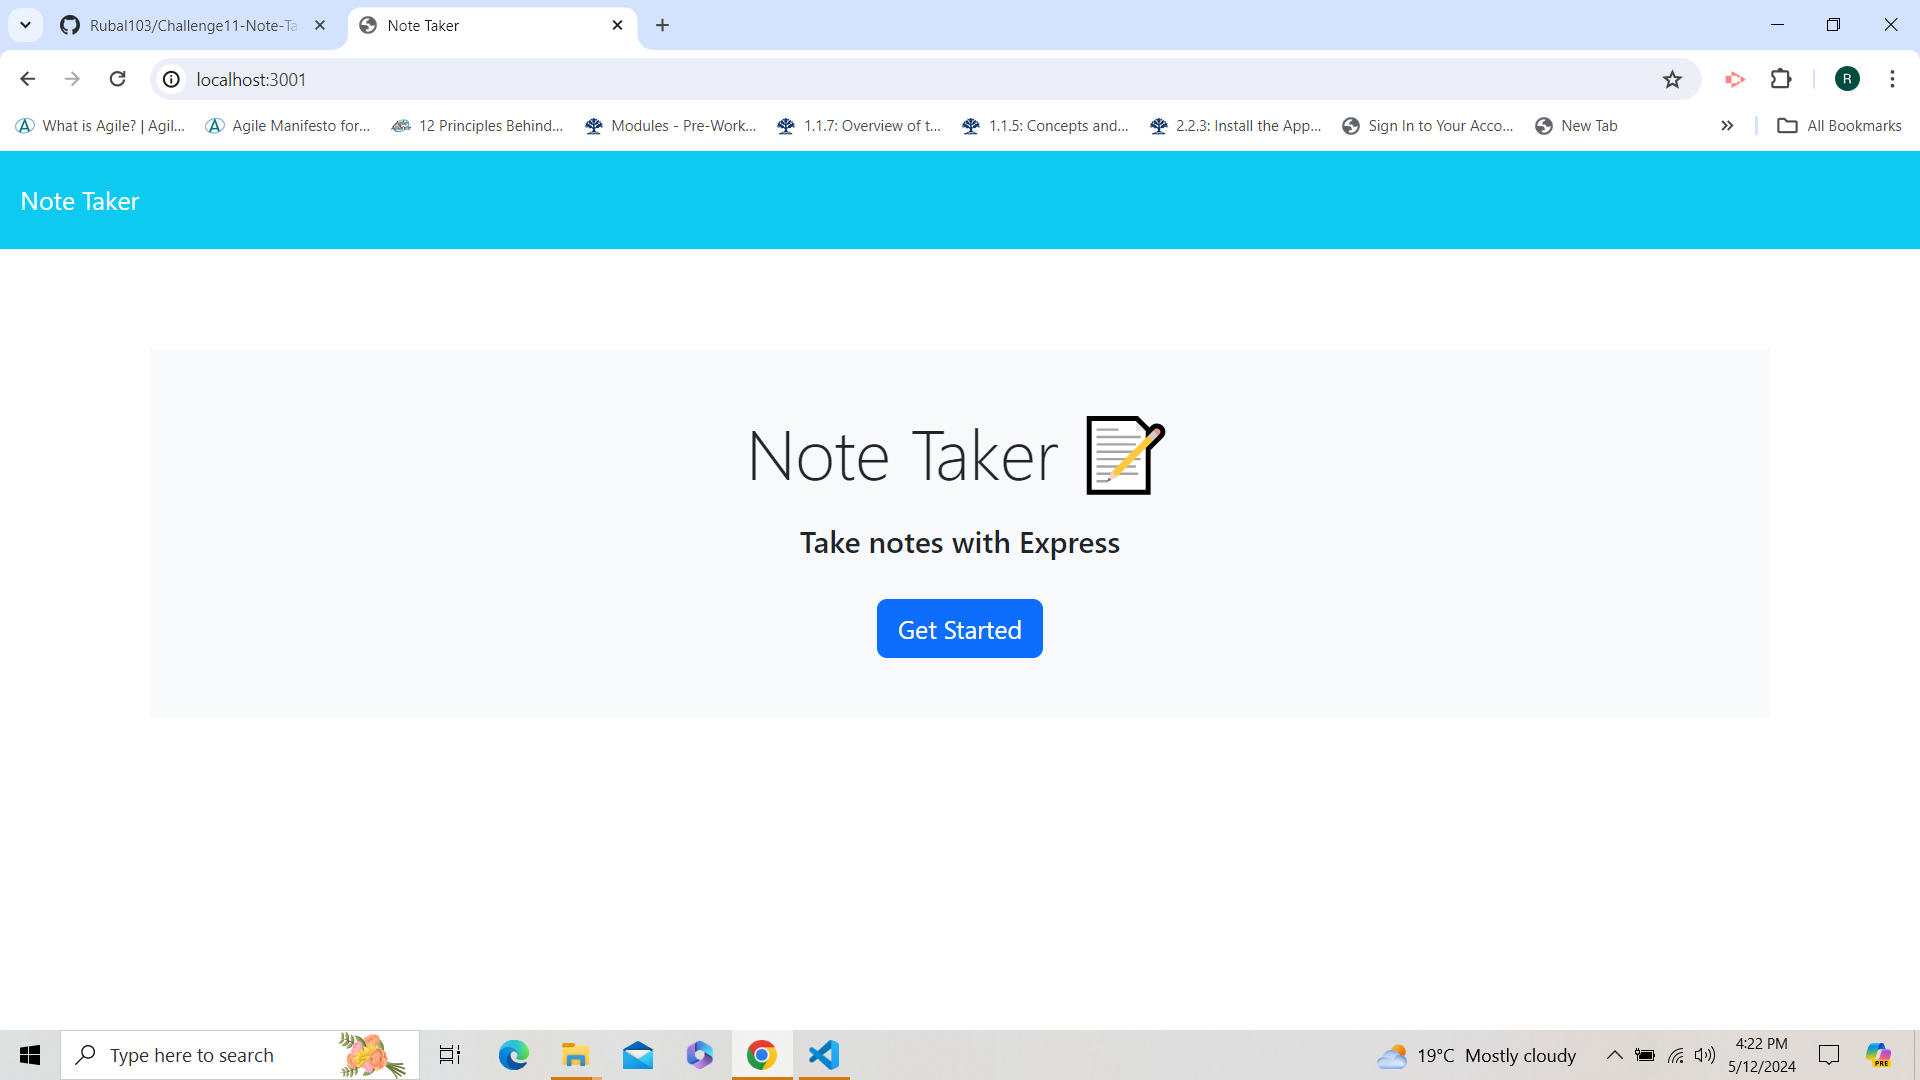 Rubal103/Challenge11-Note-Ta
Note Taker
localhost:3001
R
What is Agile? | Agil...
Agile Manifesto for...
12 Principles Behind...
Modules - Pre-Work...
1.1.7: Overview of t...
1.1.5: Concepts and...
2.2.3: Install the App...
Sign In to Your Acco...
New Tab
All Bookmarks
Note Taker
Note Taker
Take notes with Express
Get Started
Type here to search
19°C Mostly cloudy
4:22 PM
5/12/2024
PRE